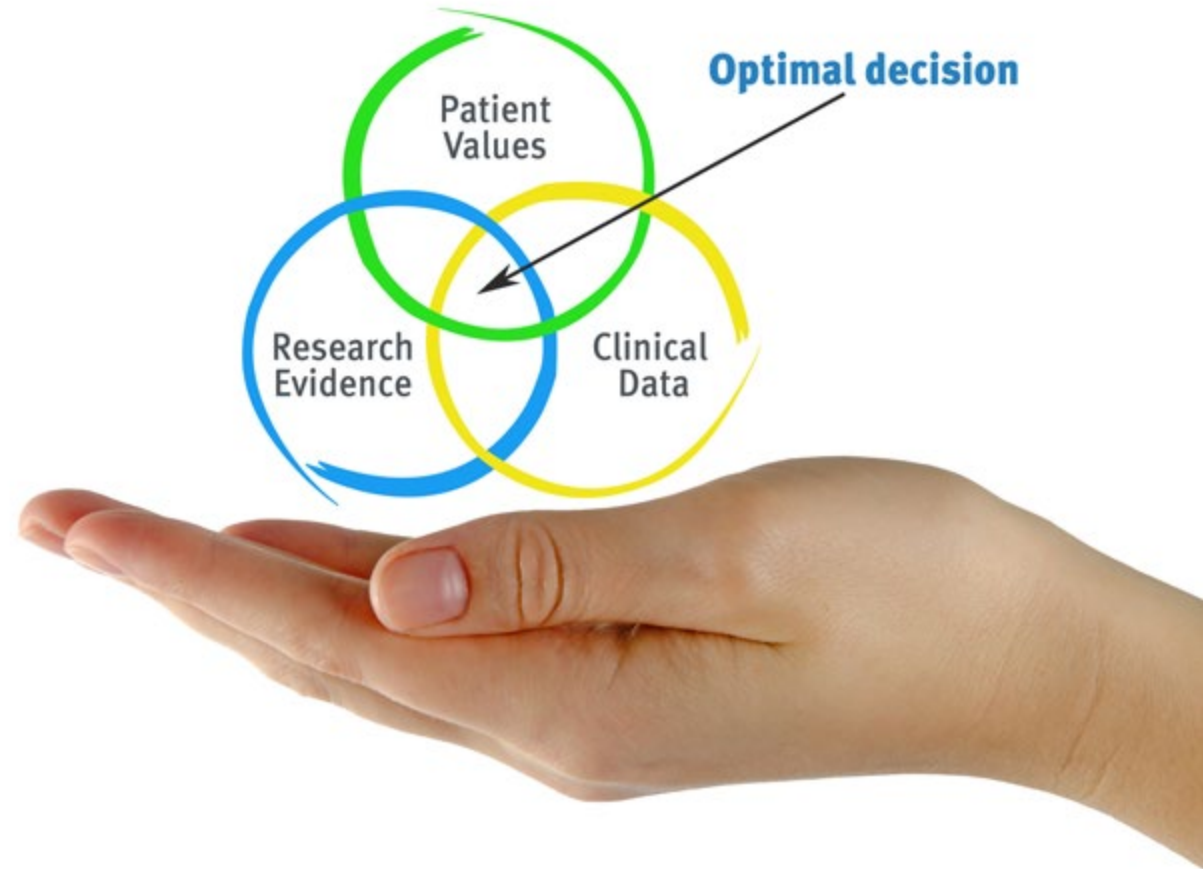 Optimal decision
Patient
Values
Research
Evidence
Clinical
Data